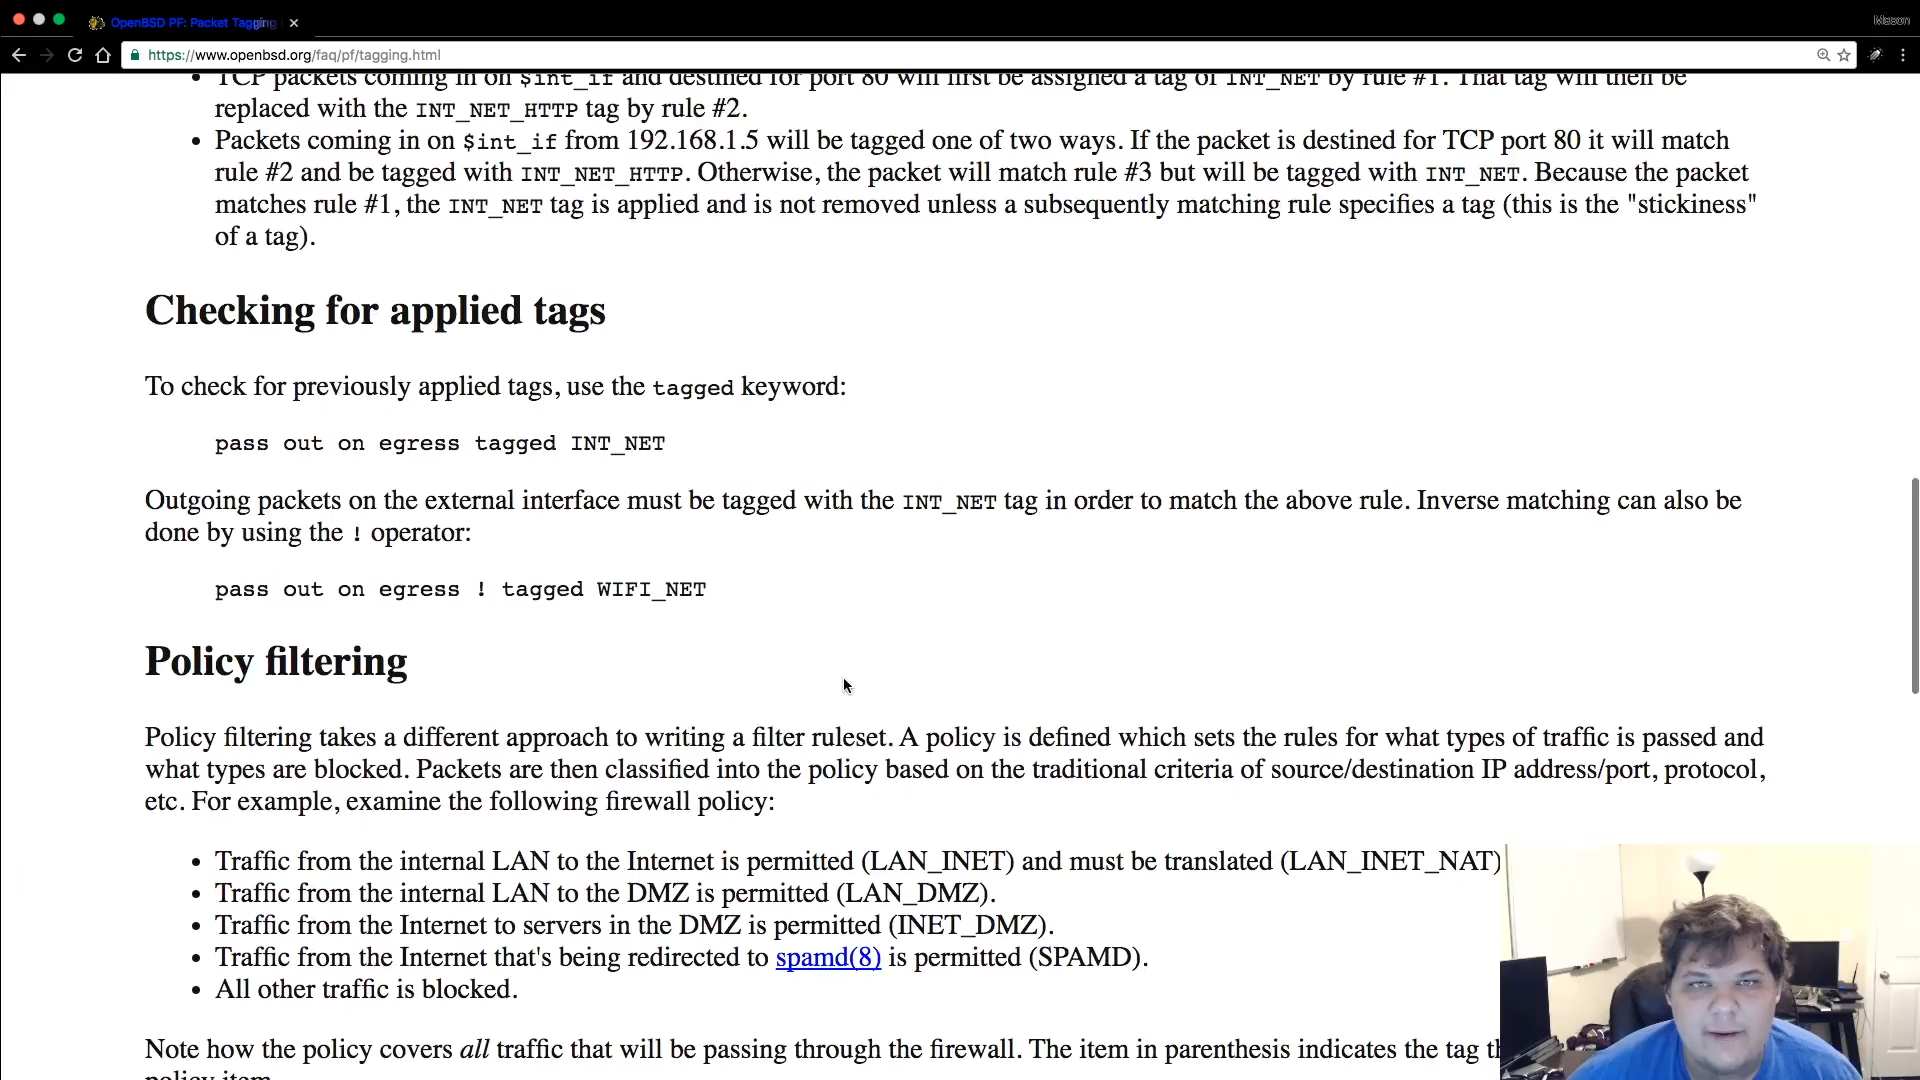 OpenBSD PF: Packet Tagging
Mason
https://www.openbsd.org/faq/pf/tagging.html
• TCP packets coming in on $int_if and destined for port 80 will first be assigned a tag of INT_NET by rule #1. That tag will then be
replaced with the INT_NET_HTTP tag by rule #2.
• Packets coming in on $int_if from 192.168.1.5 will be tagged one of two ways. If the packet is destined for TCP port 80 it will match
rule #2 and be tagged with INT_NET_HTTP. Otherwise, the packet will match rule #3 but will be tagged with INT_NET. Because the packet
matches rule #1, the INT_NET tag is applied and is not removed unless a subsequently matching rule specifies a tag (this is the "stickiness"
of a tag).
Checking for applied tags
To check for previously applied tags, use the tagged keyword:
pass out on egress tagged INT_NET
Outgoing packets on the external interface must be tagged with the INT_NET tag in order to match the above rule. Inverse matching can also be
done by using the ! operator:
pass out on egress ! tagged WIFI_NET
Policy filtering
Policy filtering takes a different approach to writing a filter ruleset. A policy is defined which sets the rules for what types of traffic is passed and
what types are blocked. Packets are then classified into the policy based on the traditional criteria of source/destination IP address/port, protocol,
etc. For example, examine the following firewall policy:
• Traffic from the internal LAN to the Internet is permitted (LAN_INET) and must be translated (LAN_INET_NAT)
• Traffic from the internal LAN to the DMZ is permitted (LAN_DMZ).
• Traffic from the Internet to servers in the DMZ is permitted (INET_DMZ).
• Traffic from the Internet that's being redirected to spamd(8) is permitted (SPAMD).
• All other traffic is blocked.
Note how the policy covers all traffic that will be passing through the firewall. The item in parenthesis indicates the tag
policy item